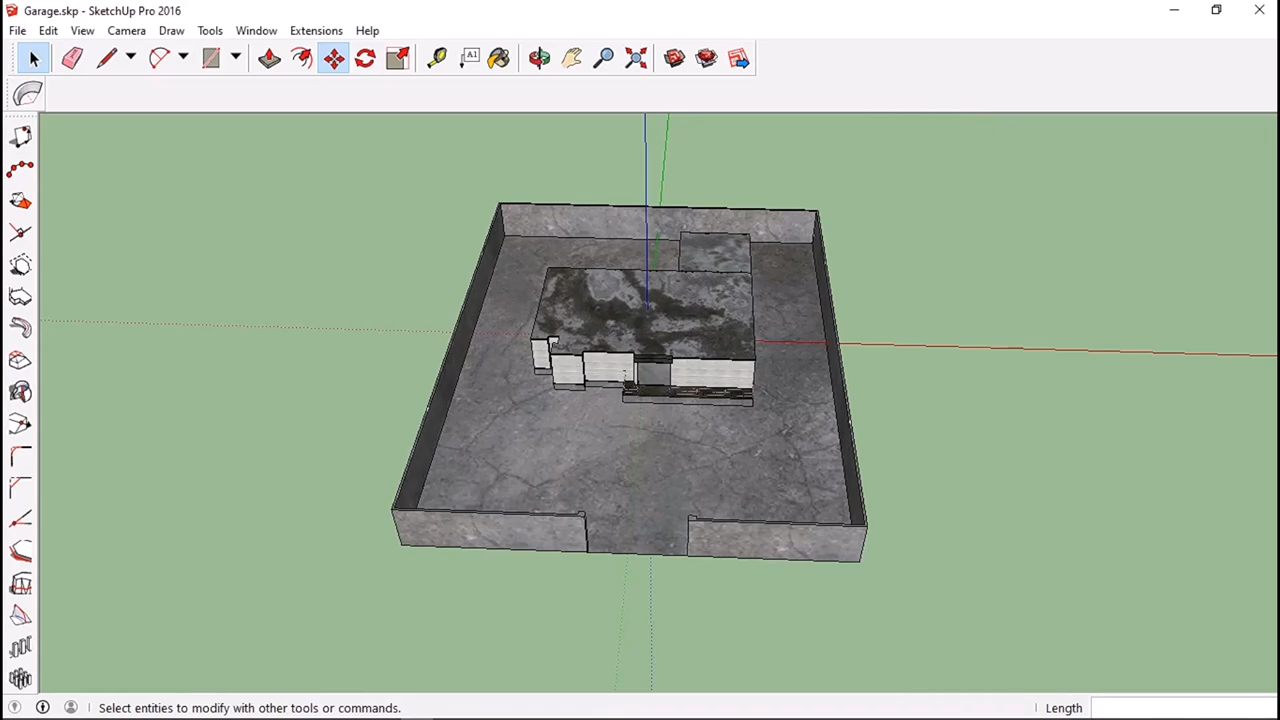 Garage.skp - SketchUp Pro 2016
File Edit View Camera Draw Tools Window Extensions Help
A1
Select entities to modify with other tools or commands.
Length